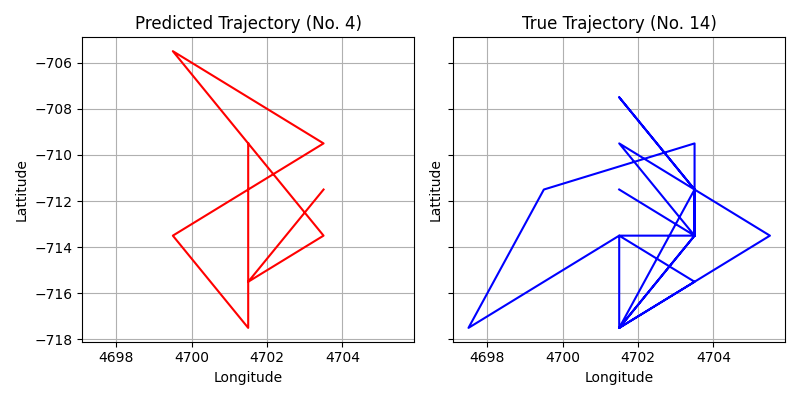 Predicted Trajectory (No. 4)
True Trajectory (No. 14)
Lattitude
−706
−708
−710
−712
−714
−716
−718
4698
4700
4702
4704
Longitude
Lattitude
4698
4700
4702
4704
Longitude